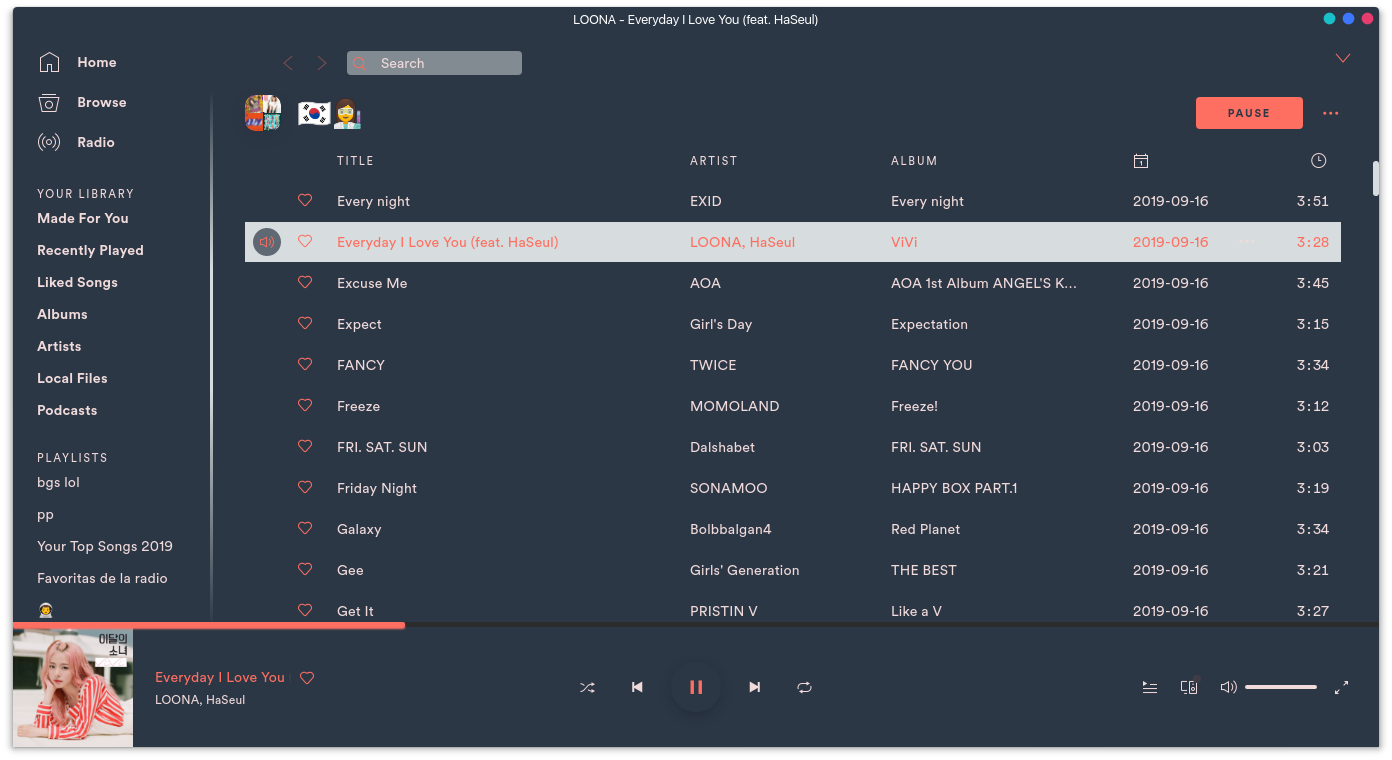 LOONA - Everyday I Love You (feat. HaSeul)
Home
Browse
Radio
YOUR LIBRARY
Made For You
Recently Played
Liked Songs
Albums
Artists
Local Files
Podcasts
PLAYLISTS
bgs lol
pp
Your Top Songs 2019
Favoritas de la radio
Search
PAUSE
TITLE ARTIST ALBUM
Every night EXID Every night 2019-09-16 3:51
Everyday I Love You (feat. HaSeul) LOONA, HaSeul ViVi 2019-09-16 3:28
Excuse Me AOA AOA 1st Album ANGEL'S K... 2019-09-16 3:45
Expect Girl's Day Expectation 2019-09-16 3:15
FANCY TWICE FANCY YOU 2019-09-16 3:34
Freeze MOMOLAND Freeze! 2019-09-16 3:12
FRI. SAT. SUN Dalshabet FRI. SAT. SUN 2019-09-16 3:03
Friday Night SONAMOO HAPPY BOX PART.1 2019-09-16 3:19
Galaxy Bolbbalgan4 Red Planet 2019-09-16 3:34
Gee Girls' Generation THE BEST 2019-09-16 3:21
Get It PRISTIN V Like a V 2019-09-16 3:27
이달의
소녀
Everyday I Love You
LOONA, HaSeul